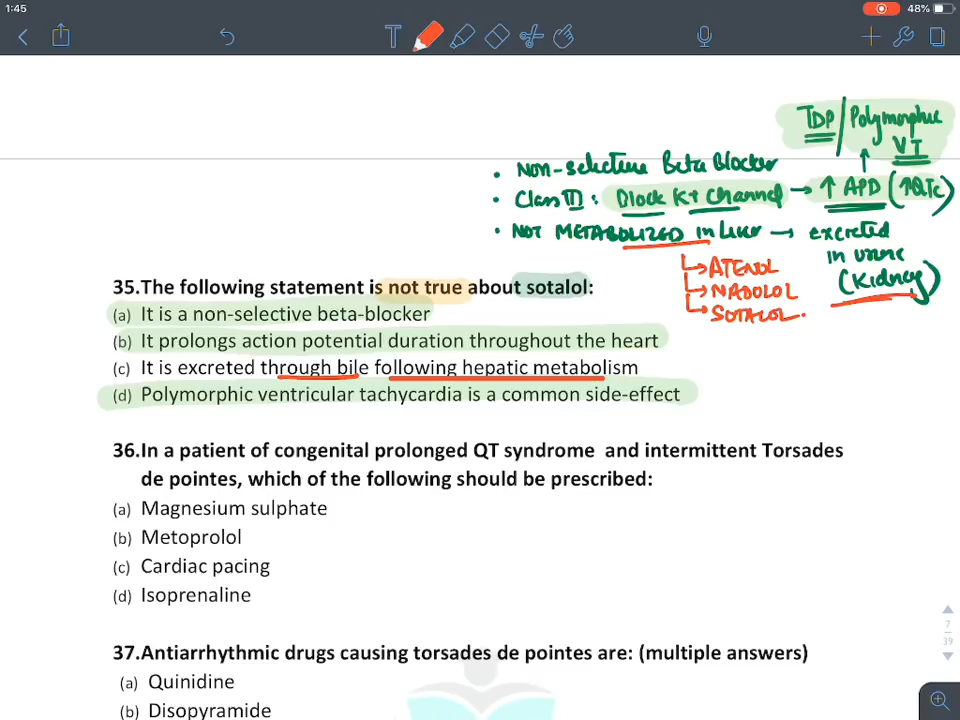 1:45
48%
T
TDP/Polymorphic
VT
• Non-selective Beta Blocker
• Class III : Block K+ Channel → ↑ APD (↑QTc)
• NOT METABOLIZED in Liver → excreted
in urine
(Kidney)
→ ATENOL
→ NADOLOL
→ SOTALOL.
35.The following statement is not true about sotalol:
(a) It is a non-selective beta-blocker
(b) It prolongs action potential duration throughout the heart
(c) It is excreted through bile following hepatic metabolism
(d) Polymorphic ventricular tachycardia is a common side-effect
36.In a patient of congenital prolonged QT syndrome and intermittent Torsades
de pointes, which of the following should be prescribed:
(a) Magnesium sulphate
(b) Metoprolol
(c) Cardiac pacing
(d) Isoprenaline
7
39
37.Antiarrhythmic drugs causing torsades de pointes are: (multiple answers)
(a) Quinidine
(b) Disopyramide